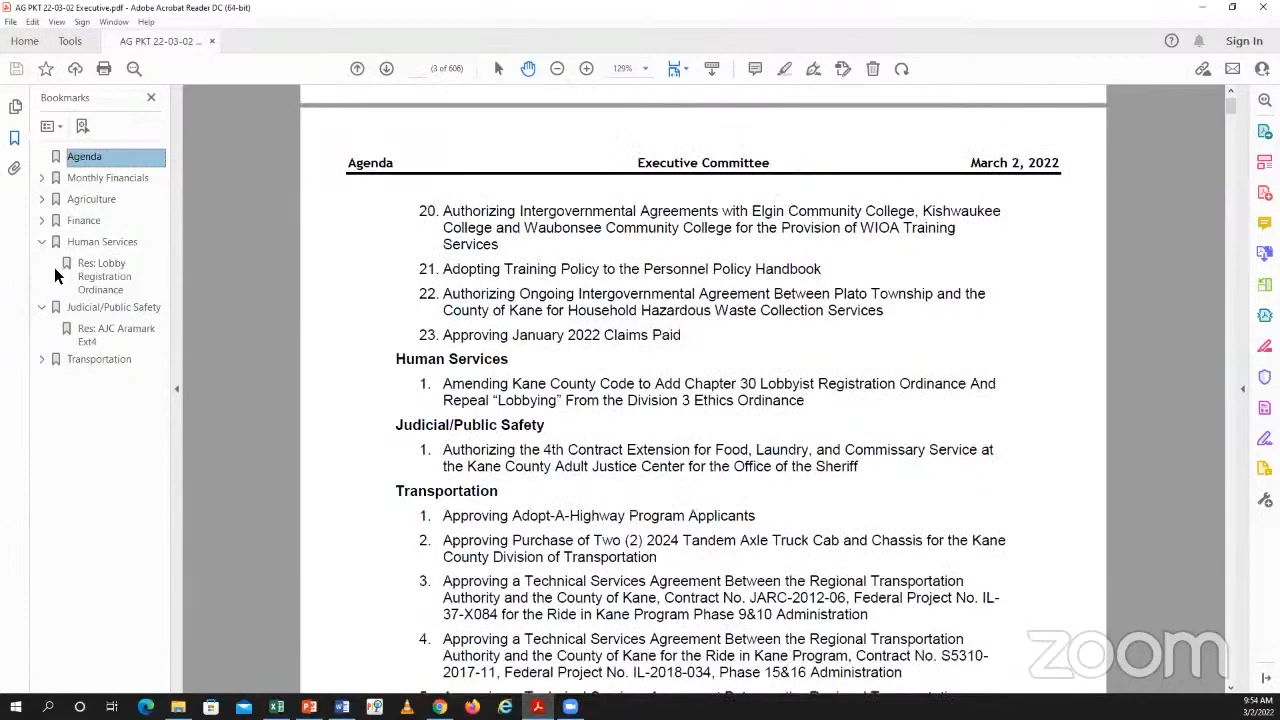 AG PKT 22-03-02 Executive.pdf - Adobe Acrobat Reader DC (64-bit)
File Edit View Sign Window Help
Home Tools AG PKT 22-03-02 ... × Sign In
(3 of 606) 129%
Bookmarks
Agenda
Monthly Financials
Agriculture
Finance
Human Services
Res: Lobby
Registration
Ordinance
Judicial/Public Safety
Res: AJC Aramark
Ext4
Transportation
Agenda Executive Committee March 2, 2022
20. Authorizing Intergovernmental Agreements with Elgin Community College, Kishwaukee
College and Waubonsee Community College for the Provision of WIOA Training
Services
21. Adopting Training Policy to the Personnel Policy Handbook
22. Authorizing Ongoing Intergovernmental Agreement Between Plato Township and the
County of Kane for Household Hazardous Waste Collection Services
23. Approving January 2022 Claims Paid
Human Services
1. Amending Kane County Code to Add Chapter 30 Lobbyist Registration Ordinance And
Repeal “Lobbying” From the Division 3 Ethics Ordinance
Judicial/Public Safety
1. Authorizing the 4th Contract Extension for Food, Laundry, and Commissary Service at
the Kane County Adult Justice Center for the Office of the Sheriff
Transportation
1. Approving Adopt-A-Highway Program Applicants
2. Approving Purchase of Two (2) 2024 Tandem Axle Truck Cab and Chassis for the Kane
County Division of Transportation
3. Approving a Technical Services Agreement Between the Regional Transportation
Authority and the County of Kane, Contract No. JARC-2012-06, Federal Project No. IL-
37-X084 for the Ride in Kane Program Phase 9&10 Administration
4. Approving a Technical Services Agreement Between the Regional Transportation
Authority and the County of Kane for the Ride in Kane Program, Contract No. S5310-
2017-11, Federal Project No. IL-2018-034, Phase 15&16 Administration
zoom
9:54 AM
3/2/2022